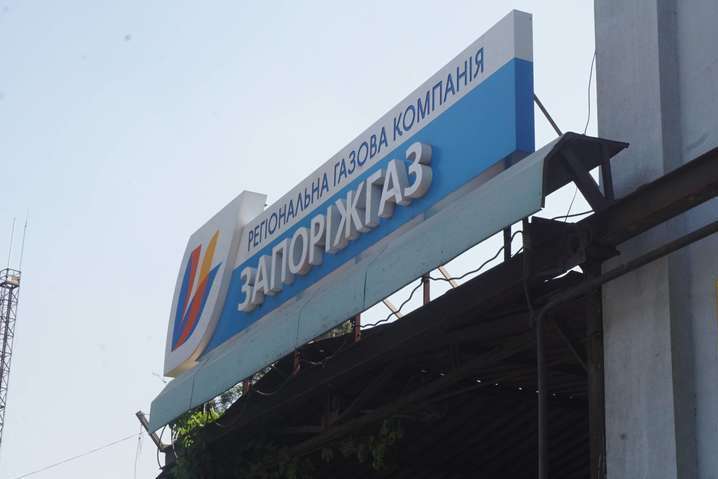 РЕГІОНАЛЬНА ГАЗОВА КОМПАНІЯ
ЗАПОРІЖГАЗ